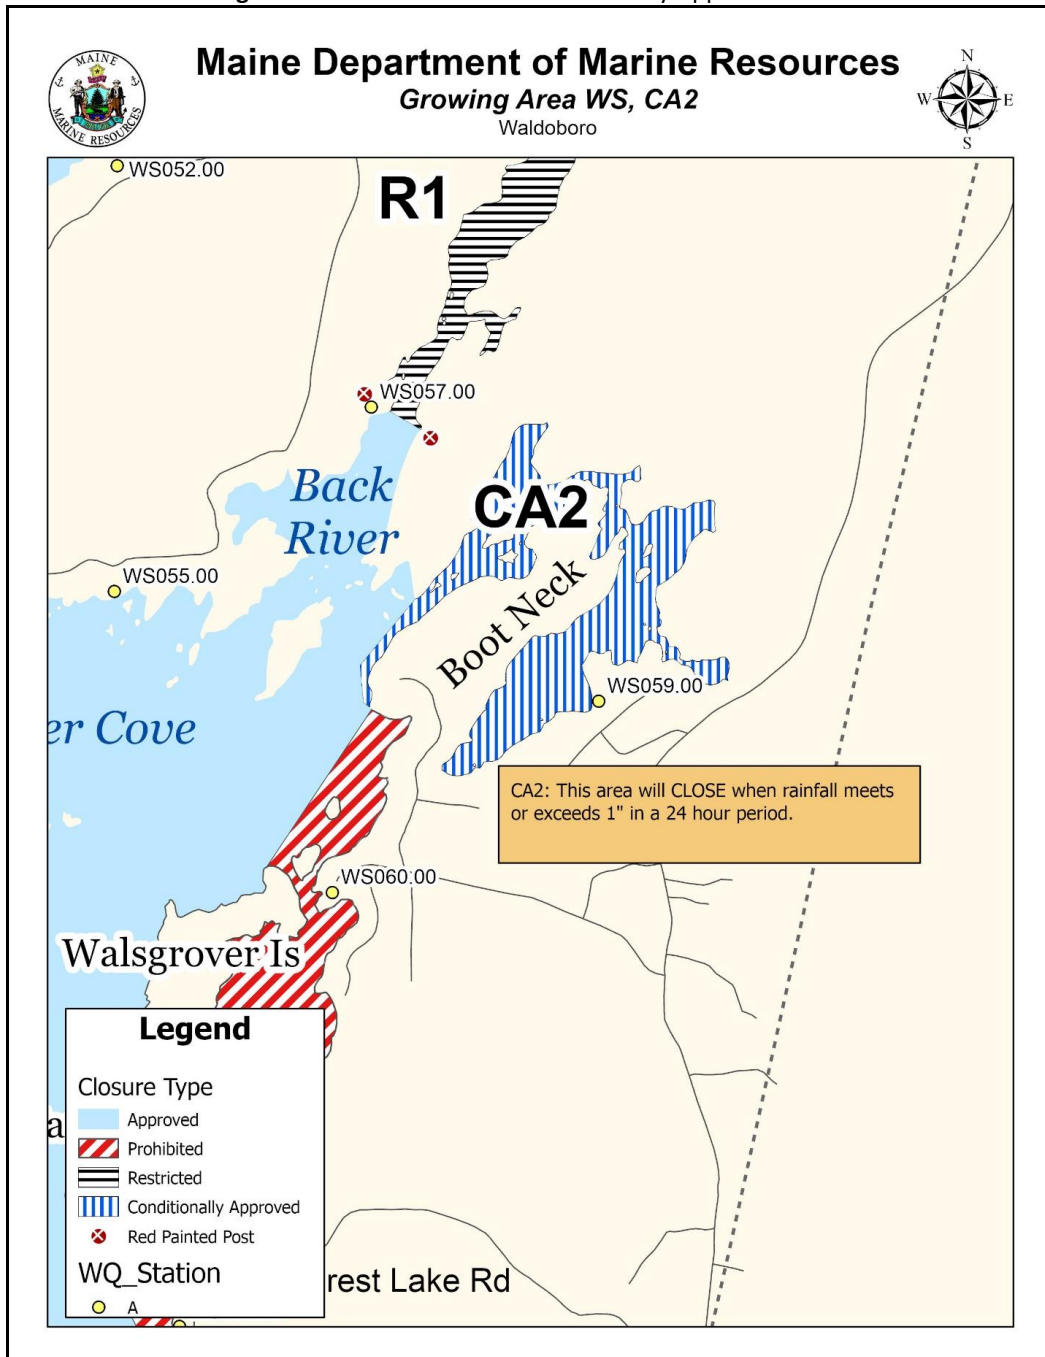 Maine Department of Marine Resources
Growing Area WS, CA2
Waldoboro
MAINE
MARINE RESOURCES
N
W
E
S
WS052.00
R1
WS057.00
Back
River
CA2
WS055.00
Boot Neck
WS059.00
er Cove
CA2: This area will CLOSE when rainfall meets
or exceeds 1" in a 24 hour period.
WS060.00
Walsgrover Is
Legend
Closure Type
Approved
a
Prohibited
Restricted
Conditionally Approved
Red Painted Post
WQ_Station
A
rest Lake Rd